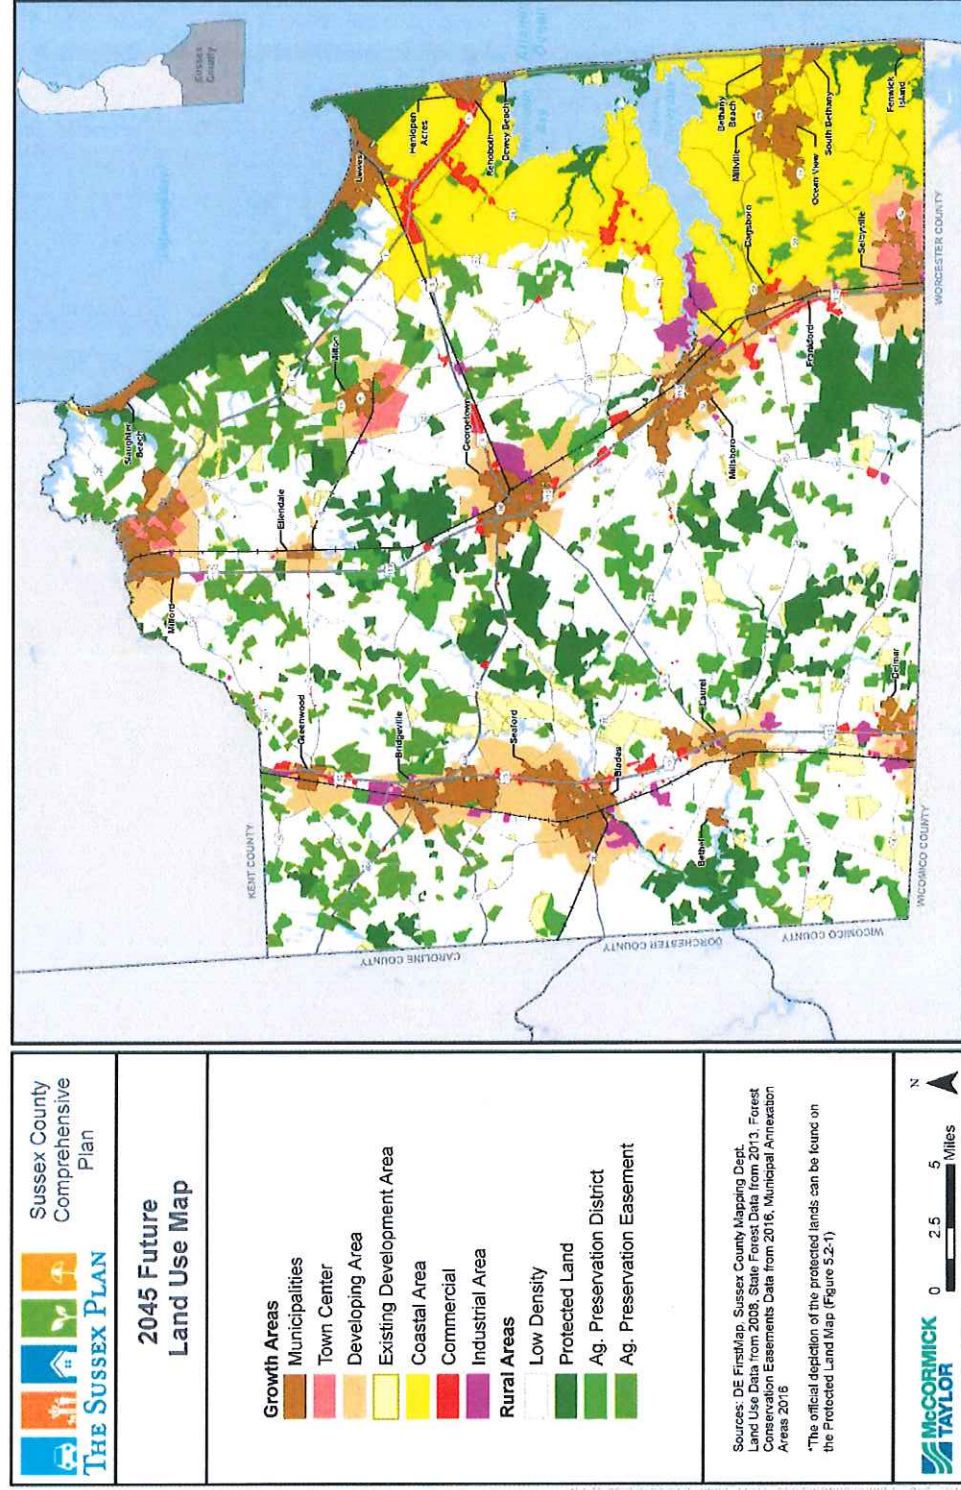 THE SUSSEX PLAN
Sussex County
Comprehensive
Plan
2045 Future
Land Use Map
Growth Areas
Municipalities
Town Center
Developing Area
Existing Development Area
Coastal Area
Commercial
Industrial Area
Rural Areas
Low Density
Protected Land
Ag. Preservation District
Ag. Preservation Easement
Sources: DE FirstMap, Sussex County Mapping Dept.
Land Use Data from 2008, State Forest Data from 2013, Forest
Conservation Easements Data from 2016, Municipal Annexation
Areas 2016
*The official depiction of the protected lands can be found on
the Protected Land Map (Figure 5.2-1)
McCORMICK
TAYLOR
0 2.5 5
Miles
N
Sussex
County
KENT COUNTY
CAROLINE COUNTY
DORCHESTER COUNTY
WICOMICO COUNTY
WICOMICO COUNTY
WORCESTER COUNTY
Slaughter
Beach
Milford
Ellendale
Milton
Lewes
Henlopen
Acres
Rehoboth
Dewey Beach
Greenwood
Bridgeville
Georgetown
Seaford
Blades
Laurel
Bethel
Delmar
Millsboro
Dagsboro
Frankford
Selbyville
Millville
Bethany
Beach
Ocean View
South Bethany
Fenwick
Island